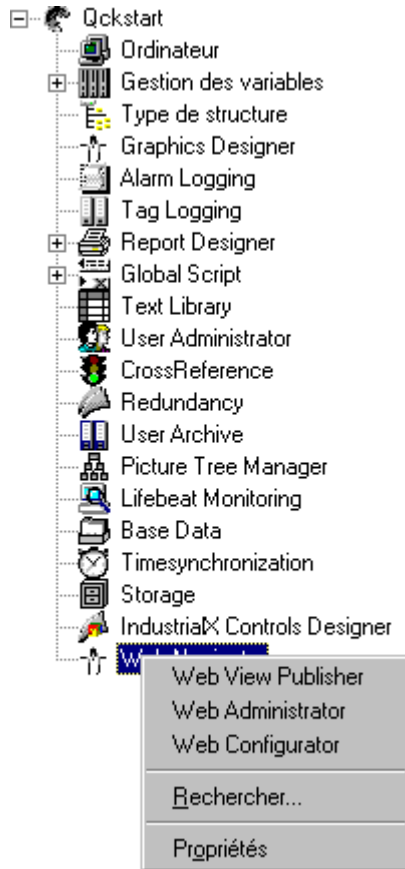 Qckstart
Ordinateur
Gestion des variables
Type de structure
Graphics Designer
Alarm Logging
Tag Logging
Report Designer
Global Script
Text Library
User Administrator
CrossReference
Redundancy
User Archive
Picture Tree Manager
Lifebeat Monitoring
Base Data
Timesynchronization
Storage
IndustrialX Controls Designer
Web View Publisher
Web Administrator
Web Configurator
Rechercher...
Propriétés